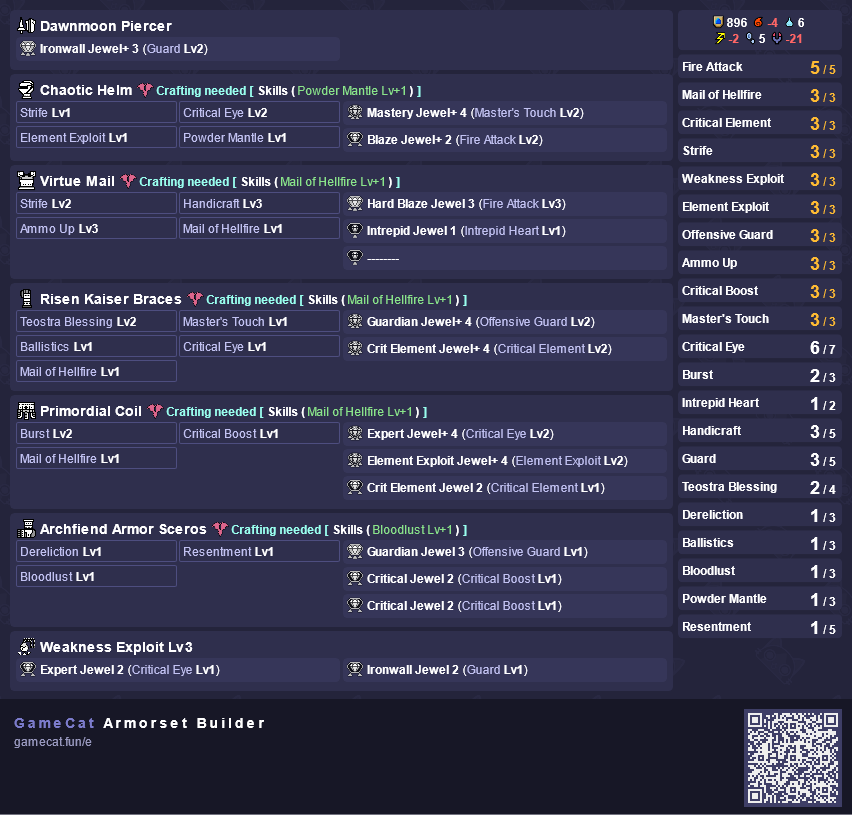 Dawnmoon Piercer
Ironwall Jewel+ 3 (Guard Lv2)
Chaotic Helm Crafting needed [ Skills ( Powder Mantle Lv+1 ) ]
Strife Lv1 Critical Eye Lv2 Mastery Jewel+ 4 (Master's Touch Lv2)
Element Exploit Lv1 Powder Mantle Lv1 Blaze Jewel+ 2 (Fire Attack Lv2)
Virtue Mail Crafting needed [ Skills ( Mail of Hellfire Lv+1 ) ]
Strife Lv2 Handicraft Lv3 Hard Blaze Jewel 3 (Fire Attack Lv3)
Ammo Up Lv3 Mail of Hellfire Lv1 Intrepid Jewel 1 (Intrepid Heart Lv1)
--------
Risen Kaiser Braces Crafting needed [ Skills ( Mail of Hellfire Lv+1 ) ]
Teostra Blessing Lv2 Master's Touch Lv1 Guardian Jewel+ 4 (Offensive Guard Lv2)
Ballistics Lv1 Critical Eye Lv1 Crit Element Jewel+ 4 (Critical Element Lv2)
Mail of Hellfire Lv1
Primordial Coil Crafting needed [ Skills ( Mail of Hellfire Lv+1 ) ]
Burst Lv2 Critical Boost Lv1 Expert Jewel+ 4 (Critical Eye Lv2)
Mail of Hellfire Lv1 Element Exploit Jewel+ 4 (Element Exploit Lv2)
Crit Element Jewel 2 (Critical Element Lv1)
Archfiend Armor Sceros Crafting needed [ Skills ( Bloodlust Lv+1 ) ]
Dereliction Lv1 Resentment Lv1 Guardian Jewel 3 (Offensive Guard Lv1)
Bloodlust Lv1 Critical Jewel 2 (Critical Boost Lv1)
Critical Jewel 2 (Critical Boost Lv1)
Weakness Exploit Lv3
Expert Jewel 2 (Critical Eye Lv1) Ironwall Jewel 2 (Guard Lv1)
896 -4 6
-2 5 -21
Fire Attack 5 / 5
Mail of Hellfire 3 / 3
Critical Element 3 / 3
Strife 3 / 3
Weakness Exploit 3 / 3
Element Exploit 3 / 3
Offensive Guard 3 / 3
Ammo Up 3 / 3
Critical Boost 3 / 3
Master's Touch 3 / 3
Critical Eye 6 / 7
Burst 2 / 3
Intrepid Heart 1 / 2
Handicraft 3 / 5
Guard 3 / 5
Teostra Blessing 2 / 4
Dereliction 1 / 3
Ballistics 1 / 3
Bloodlust 1 / 3
Powder Mantle 1 / 3
Resentment 1 / 5
GameCat Armorset Builder
gamecat.fun/e